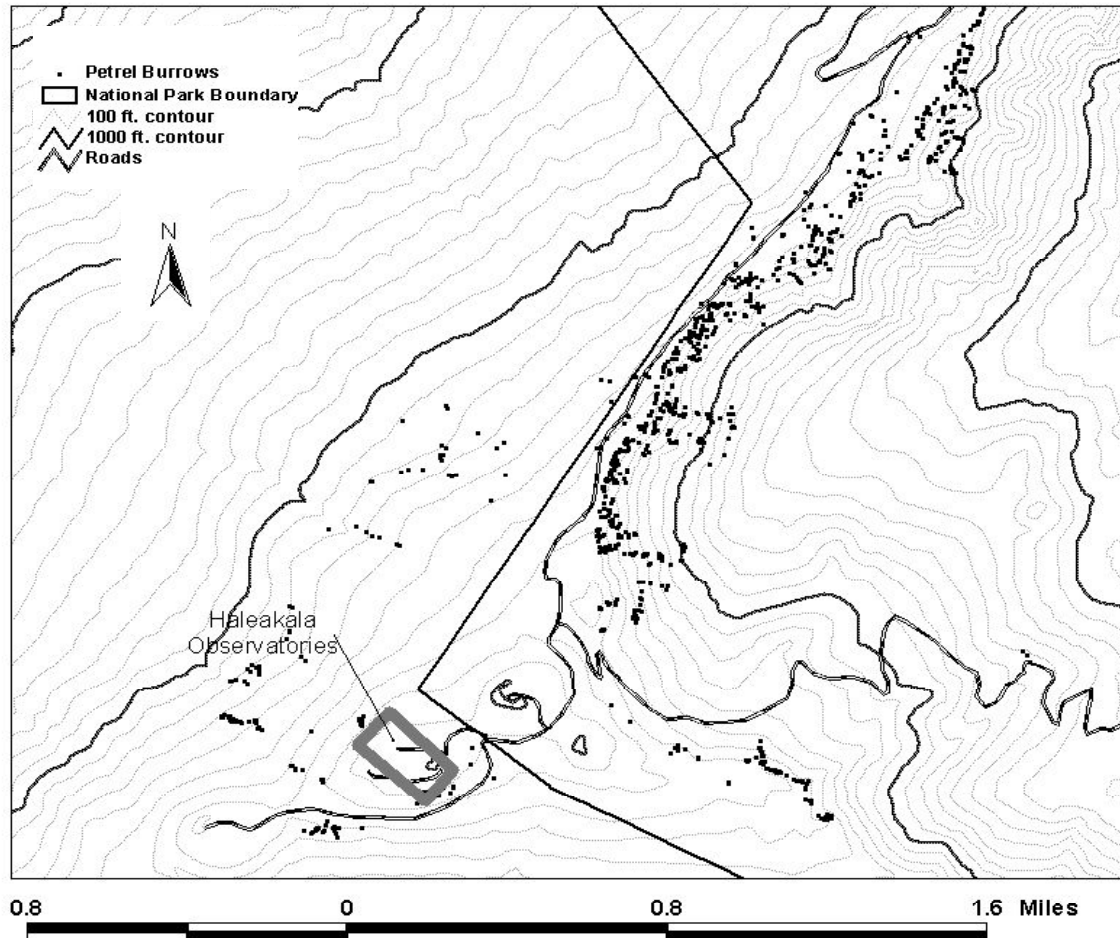 Petrel Burrows
National Park Boundary
100 ft. contour
1000 ft. contour
Roads
N
Haleakala
Observatories
0.8 0 0.8 1.6 Miles